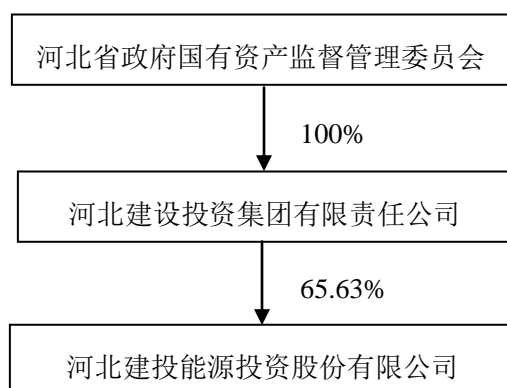 河北省政府国有资产监督管理委员会
100%
河北建设投资集团有限责任公司
65.63%
河北建投能源投资股份有限公司